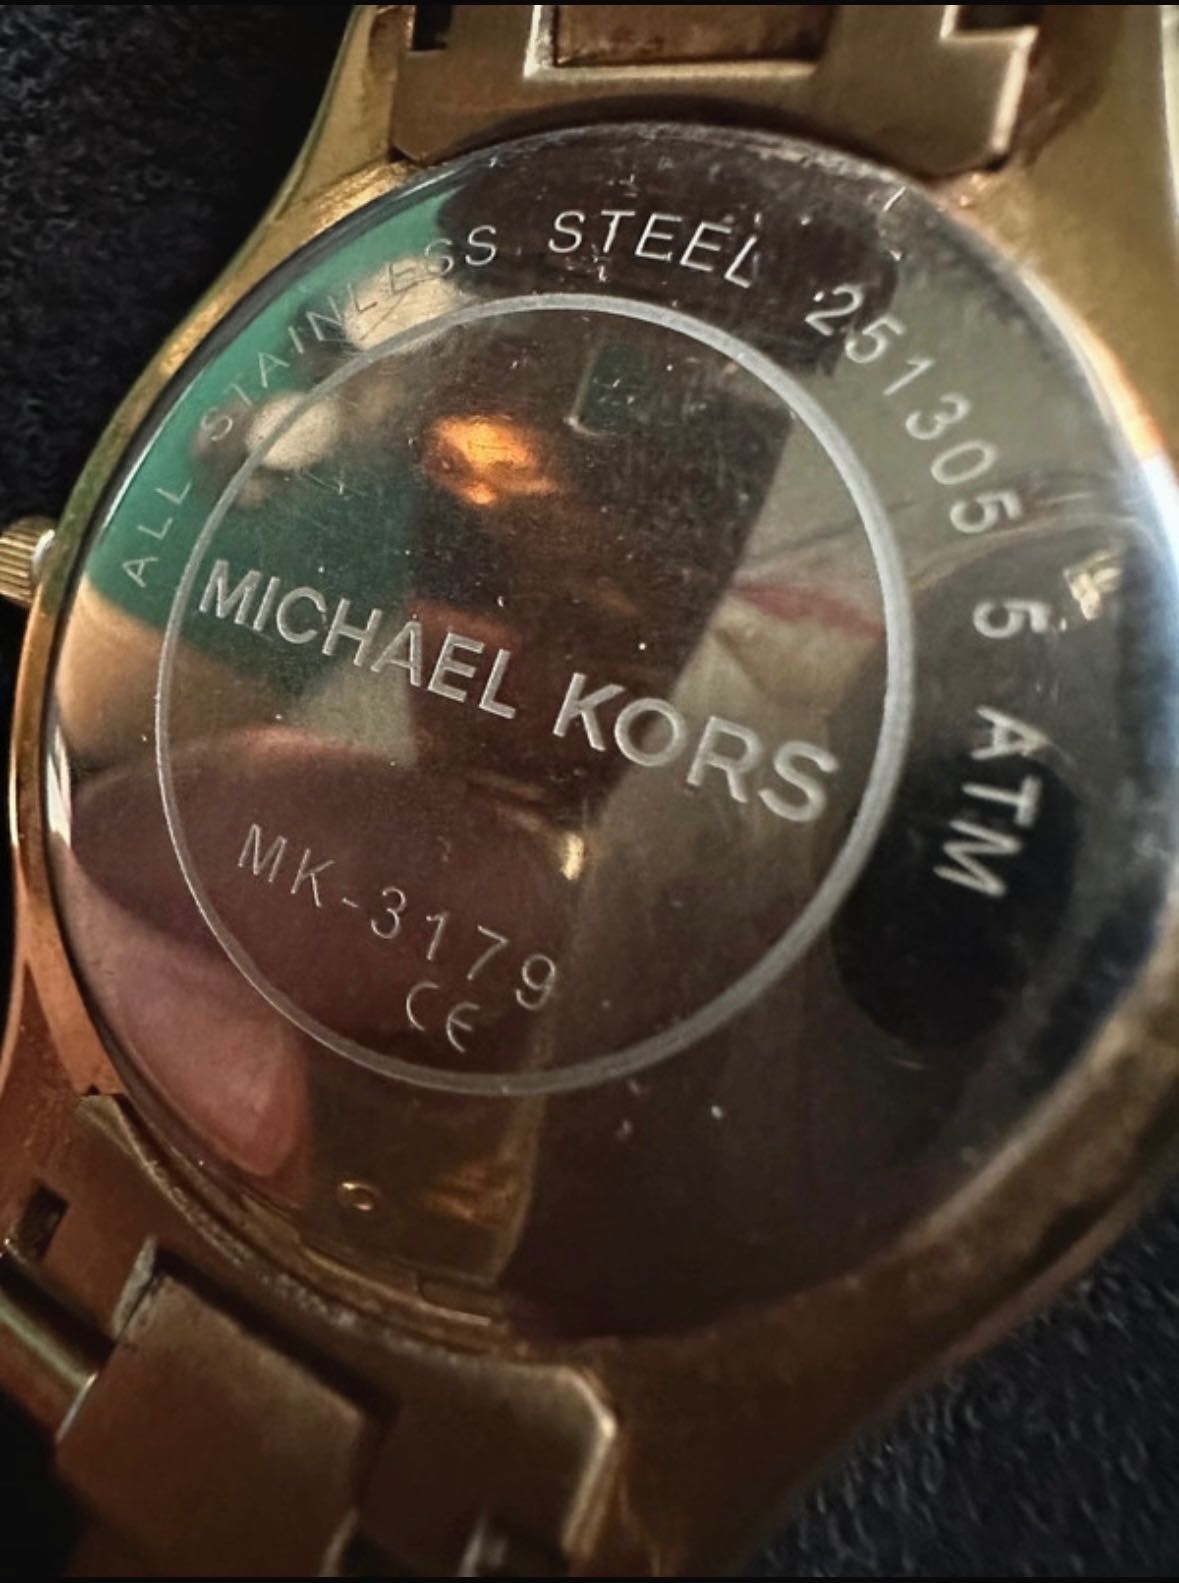 ALL STAINLESS STEEL 251305 5 ATM
MICHAEL KORS
MK-3179
CE